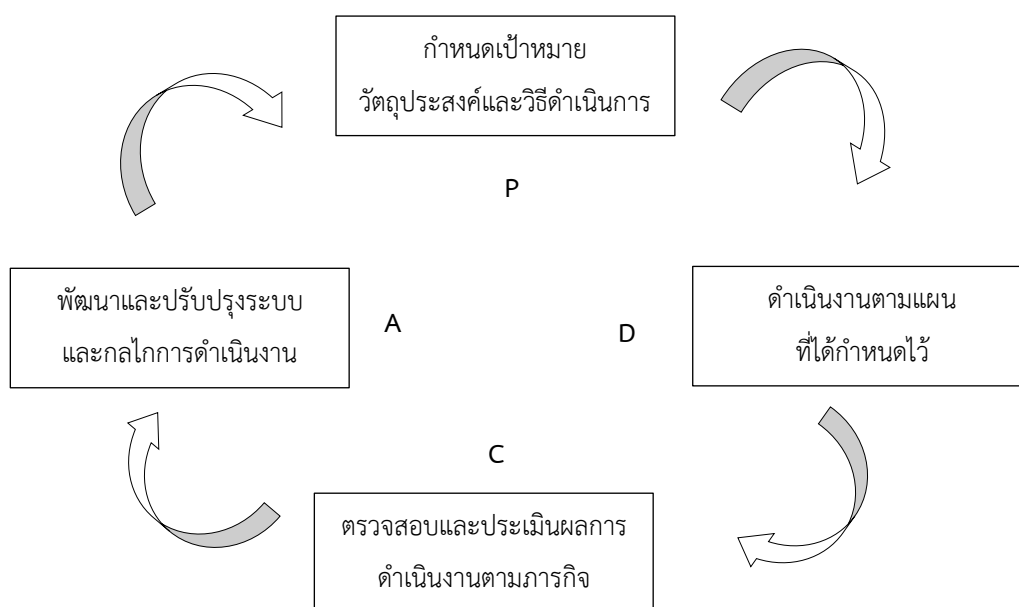 กำหนดเป้าหมาย
วัตถุประสงค์และวิธีดำเนินการ
P
พัฒนาและปรับปรุงระบบ
และกลไกการดำเนินงาน
A
D
ดำเนินงานตามแผน
ที่ได้กำหนดไว้
C
ตรวจสอบและประเมินผลการ
ดำเนินงานตามภารกิจ